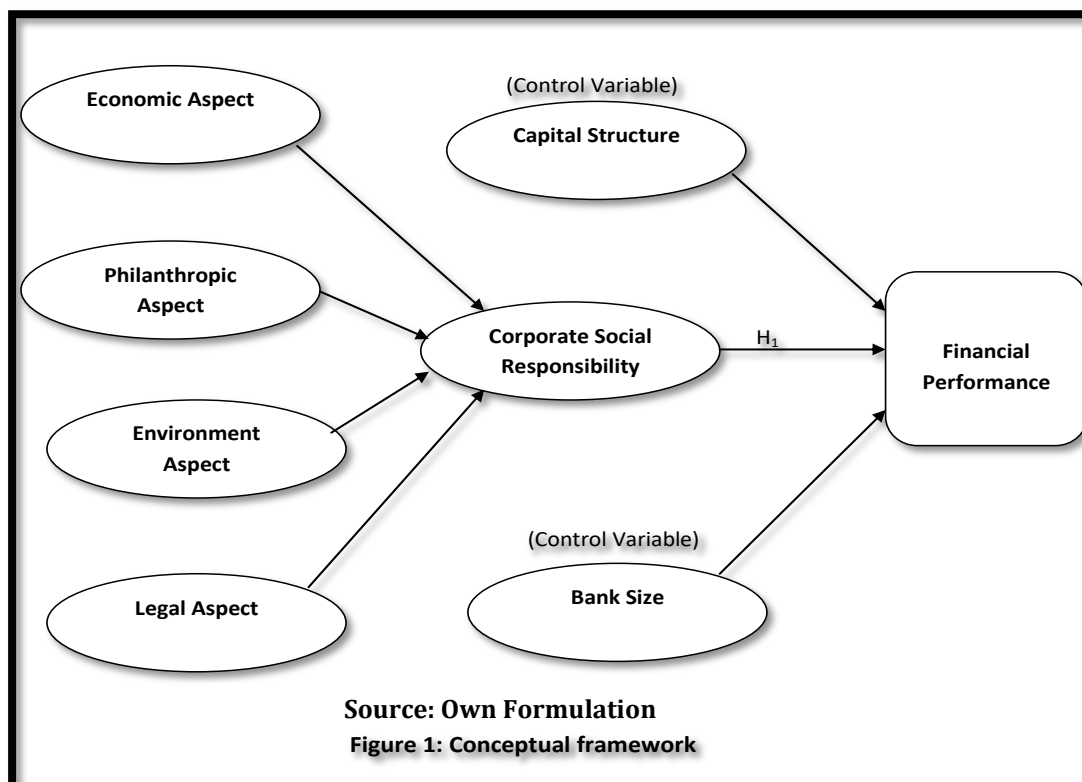 Economic Aspect
(Control Variable)
Capital Structure
Philanthropic
Aspect
Corporate Social
Responsibility
H₁
Financial
Performance
Environment
Aspect
(Control Variable)
Bank Size
Legal Aspect
Source: Own Formulation
Figure 1: Conceptual framework